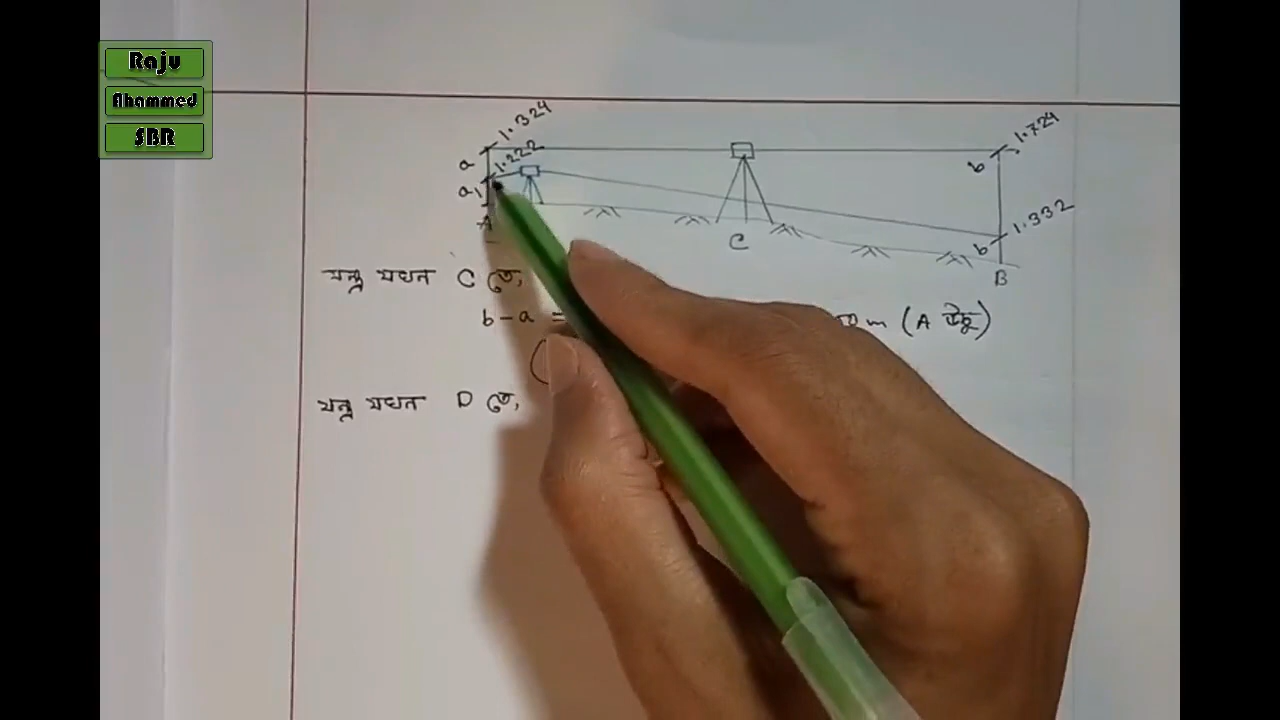 Raju
Ahammed
SBR
1.324
a
1.222
a1
A
C
1.724
b
1.332
b
B
যন্ত্র যখন C তে,
b - a =
m (A উঁচু)
(
যন্ত্র যখন D তে,